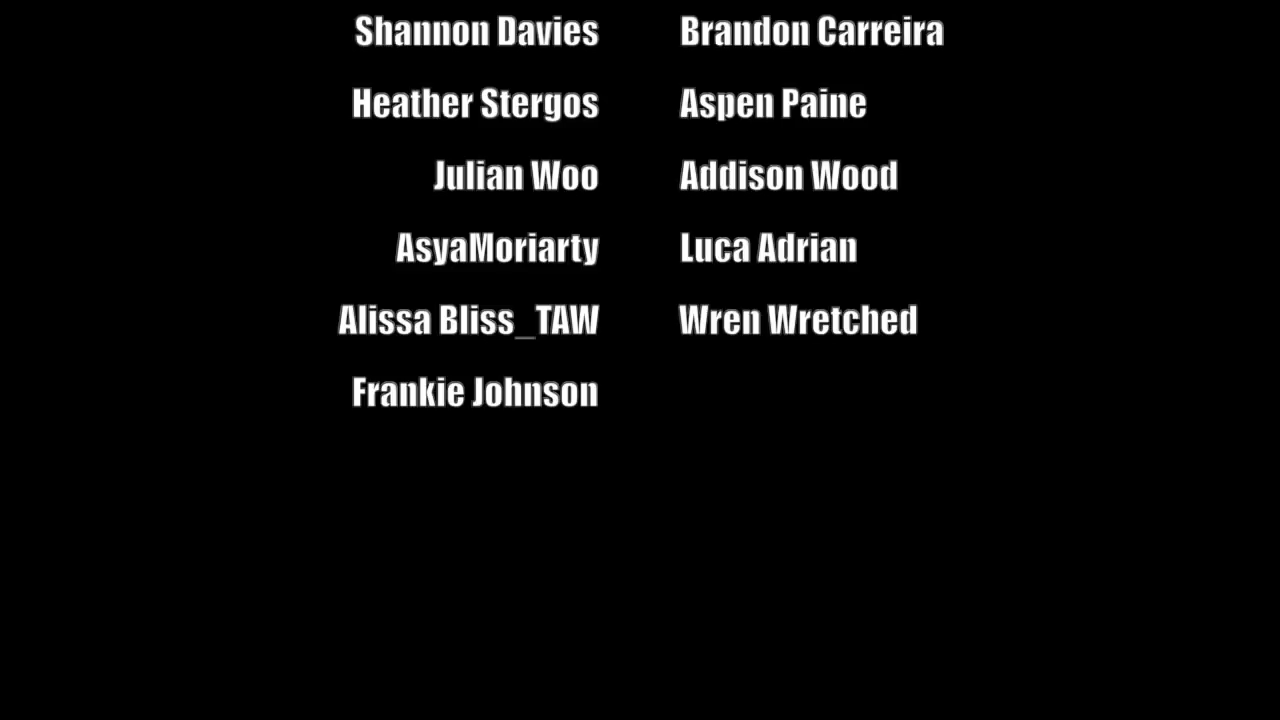 Shannon Davies Brandon Carreira
Heather Stergos Aspen Paine
Julian Woo Addison Wood
AsyaMoriarty Luca Adrian
Alissa Bliss_TAW Wren Wretched
Frankie Johnson